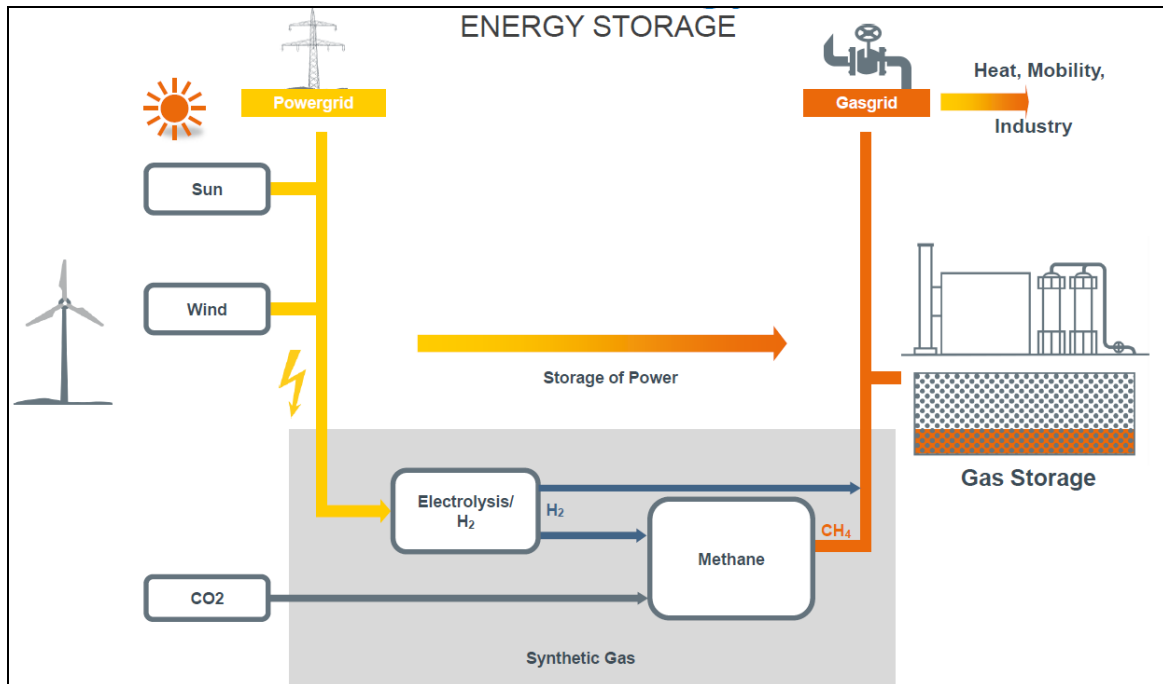 ENERGY STORAGE
Powergrid
Gasgrid
Heat, Mobility,
Industry
Sun
Wind
Storage of Power
Gas Storage
Electrolysis/
H₂
H₂
CH₄
Methane
CO2
Synthetic Gas